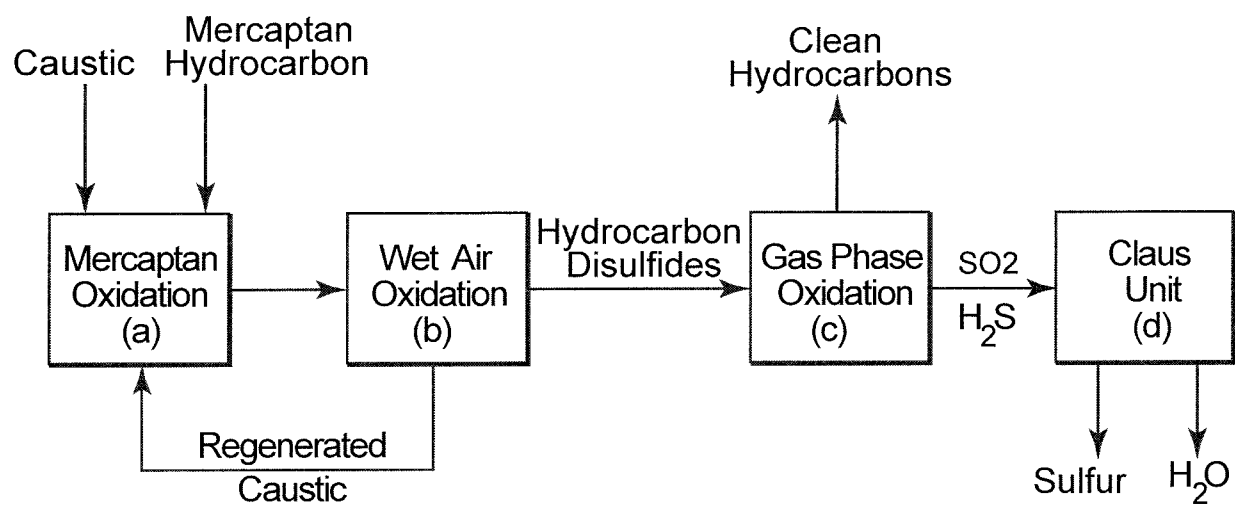 Caustic
Mercaptan
Hydrocarbon
Clean
Hydrocarbons
Mercaptan
Oxidation
(a)
Wet Air
Oxidation
(b)
Hydrocarbon
Disulfides
Gas Phase
Oxidation
(c)
SO2
H₂S
Claus
Unit
(d)
Regenerated
Caustic
Sulfur
H₂O